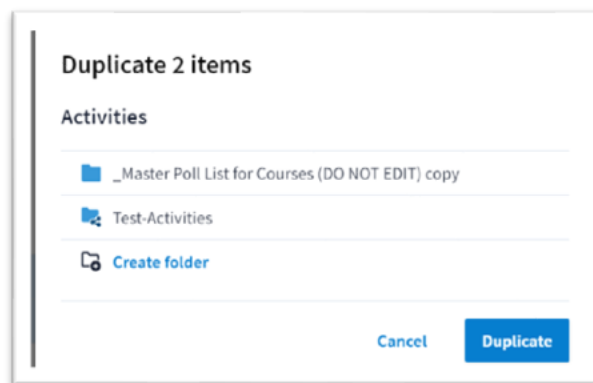 Duplicate 2 items
Activities
_Master Poll List for Courses (DO NOT EDIT) copy
Test-Activities
Create folder
Cancel
Duplicate